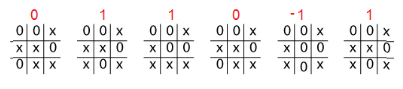 0 1 1 0 -1 1
0 0 x 0 0 x 0 0 x 0 0 x 0 0 x 0 0 x
x x 0 x x 0 x 0 0 x x 0 x 0 0 x x 0
0 x x x 0 x x x x 0 x x x 0 x x x x